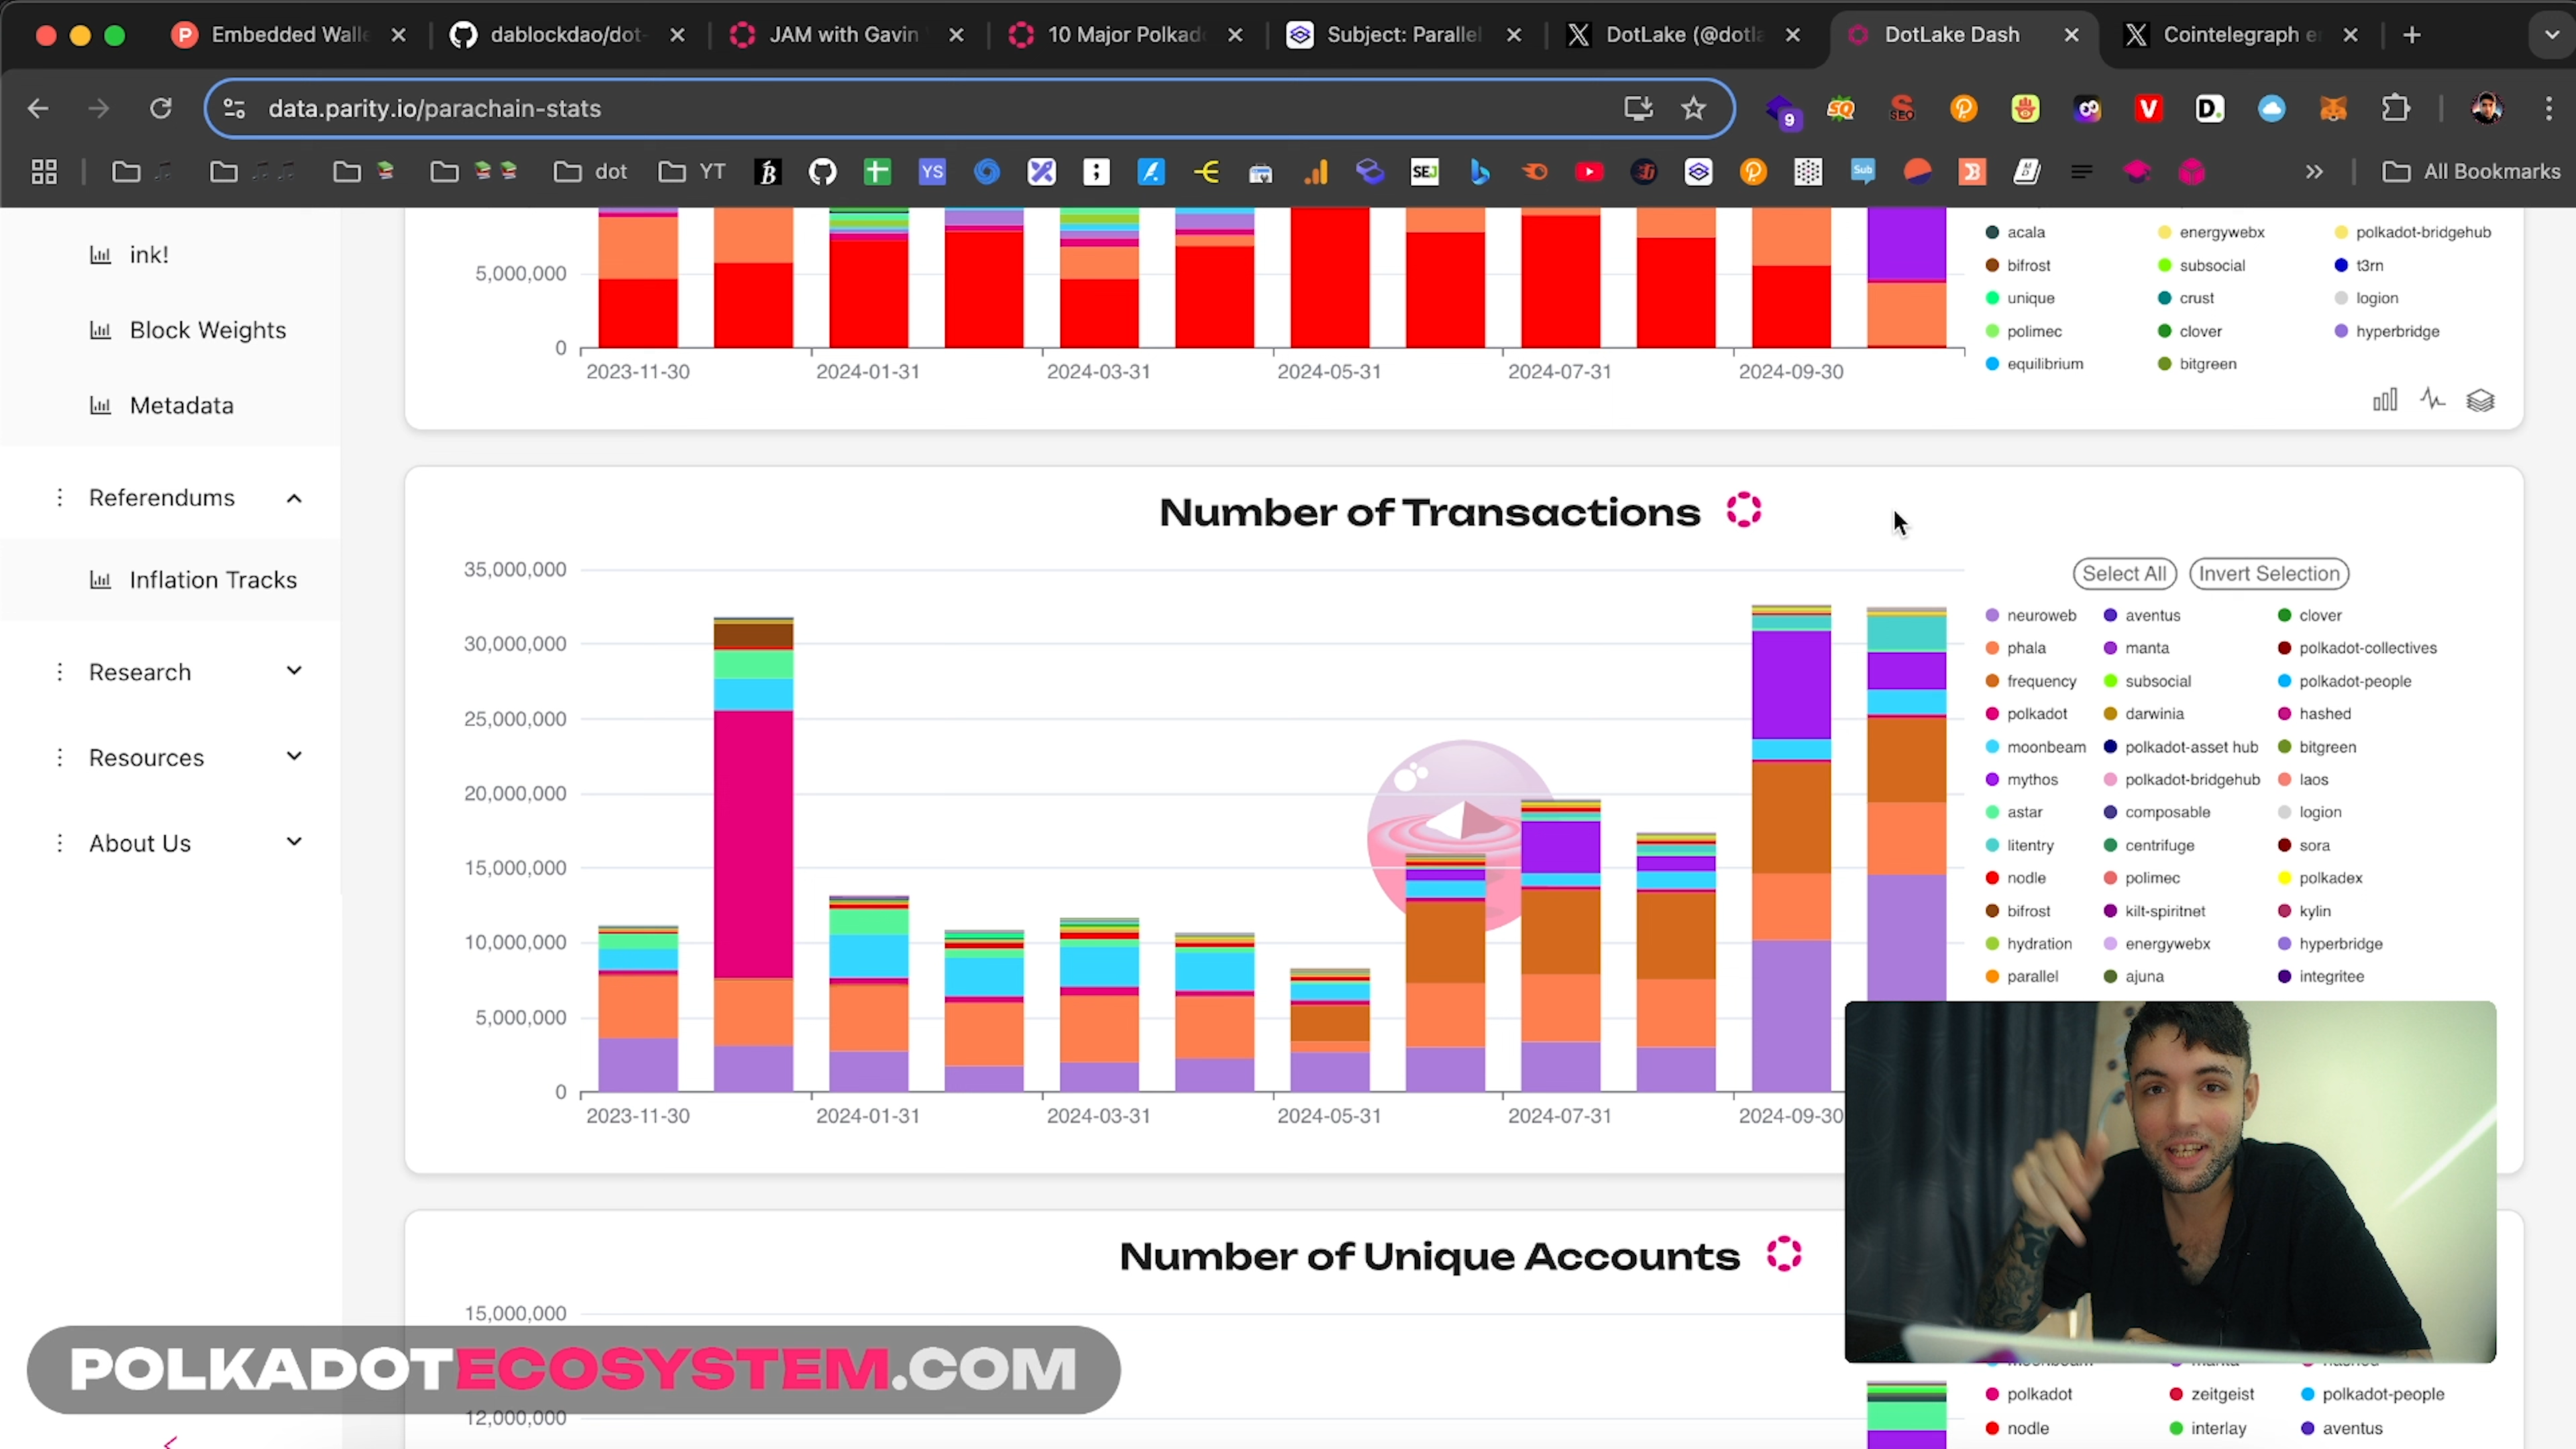 Embedded Walle
dablockdao/dot-
JAM with Gavin
10 Major Polkad
Subject: Parallel
DotLake (@dotla
DotLake Dash
Cointelegraph e
data.parity.io/parachain-stats
9
SQ
SEO
V
D.
dot
YT
YS
SEJ
Sub
All Bookmarks
ink!
Block Weights
Metadata
Referendums
Inflation Tracks
Research
Resources
About Us
5,000,000
0
2023-11-30
2024-01-31
2024-03-31
2024-05-31
2024-07-31
2024-09-30
acala
energywebx
polkadot-bridgehub
bifrost
subsocial
t3rn
unique
crust
logion
polimec
clover
hyperbridge
equilibrium
bitgreen
Number of Transactions
Select All
Invert Selection
35,000,000
30,000,000
25,000,000
20,000,000
15,000,000
10,000,000
5,000,000
0
2023-11-30
2024-01-31
2024-03-31
2024-05-31
2024-07-31
2024-09-30
neuroweb
aventus
clover
phala
manta
polkadot-collectives
frequency
subsocial
polkadot-people
polkadot
darwinia
hashed
moonbeam
polkadot-asset hub
bitgreen
mythos
polkadot-bridgehub
laos
astar
composable
logion
litentry
centrifuge
sora
nodle
polimec
polkadex
bifrost
kilt-spiritnet
kylin
hydration
energywebx
hyperbridge
parallel
ajuna
integritee
Number of Unique Accounts
15,000,000
12,000,000
polkadot
zeitgeist
polkadot-people
nodle
interlay
aventus
POLKADOTECOSYSTEM.COM